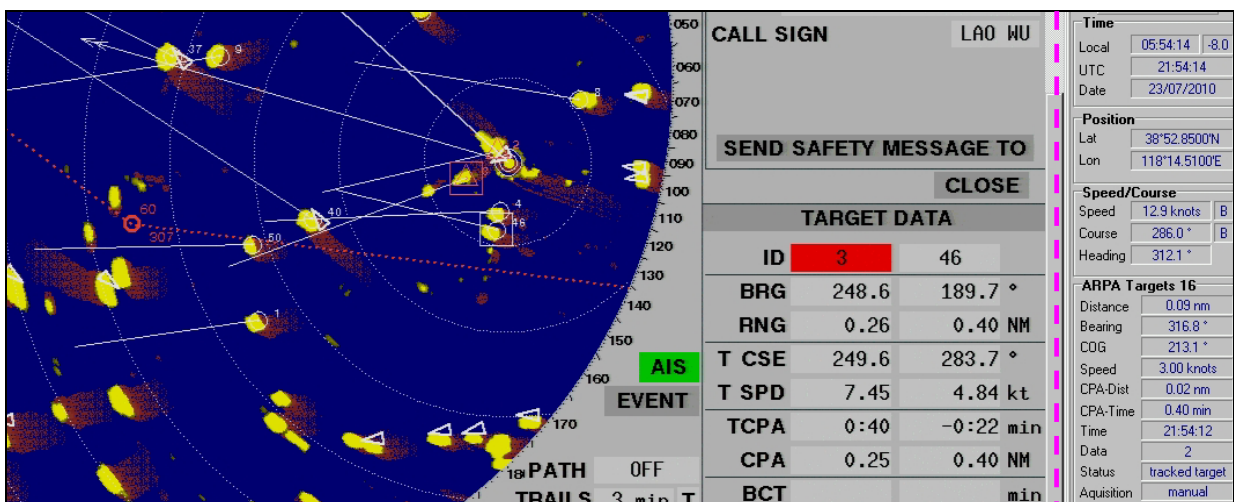 050
060
070
080
090
100
110
120
130
140
150
160
170
37
9
8
2
4
46
40
50
60
307
1
CALL SIGN LAO WU
SEND SAFETY MESSAGE TO
CLOSE
TARGET DATA
ID 3 46
BRG 248.6 189.7 °
RNG 0.26 0.40 NM
T CSE 249.6 283.7 °
T SPD 7.45 4.84 kt
TCPA 0:40 -0:22 min
CPA 0.25 0.40 NM
BCT min
AIS
EVENT
PATH OFF
TRAILS 3 min T
Time
Local 05:54:14 -8.0
UTC 21:54:14
Date 23/07/2010
Position
Lat 38°52.8500'N
Lon 118°14.5100'E
Speed/Course
Speed 12.9 knots B
Course 286.0 ° B
Heading 312.1 °
ARPA Targets 16
Distance 0.09 nm
Bearing 316.8 °
COG 213.1 °
Speed 3.00 knots
CPA-Dist 0.02 nm
CPA-Time 0.40 min
Time 21:54:12
Data 2
Status tracked target
Aquisition manual